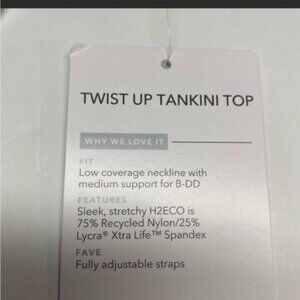 TWIST UP TANKINI TOP
WHY WE LOVE IT
FIT
Low coverage neckline with
medium support for B-DD
FEATURES
Sleek, stretchy H2ECO is
75% Recycled Nylon/25%
Lycra® Xtra Life™ Spandex
FAVE
Fully adjustable straps